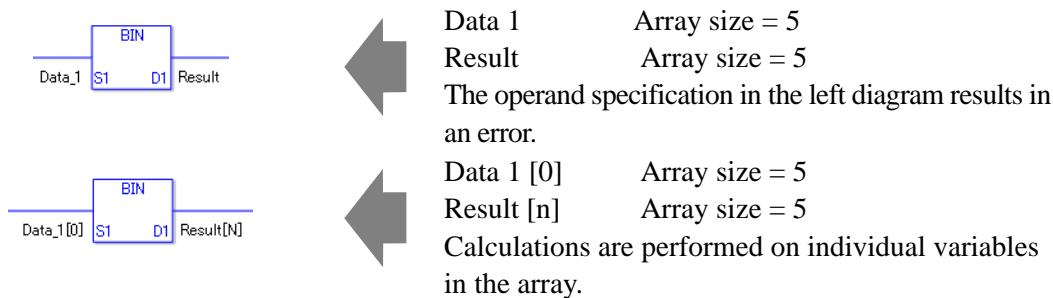 BIN
Data_1 S1 D1 Result
Data 1 Array size = 5
Result Array size = 5
The operand specification in the left diagram results in
an error.
BIN
Data_1[0] S1 D1 Result[N]
Data 1 [0] Array size = 5
Result [n] Array size = 5
Calculations are performed on individual variables
in the array.